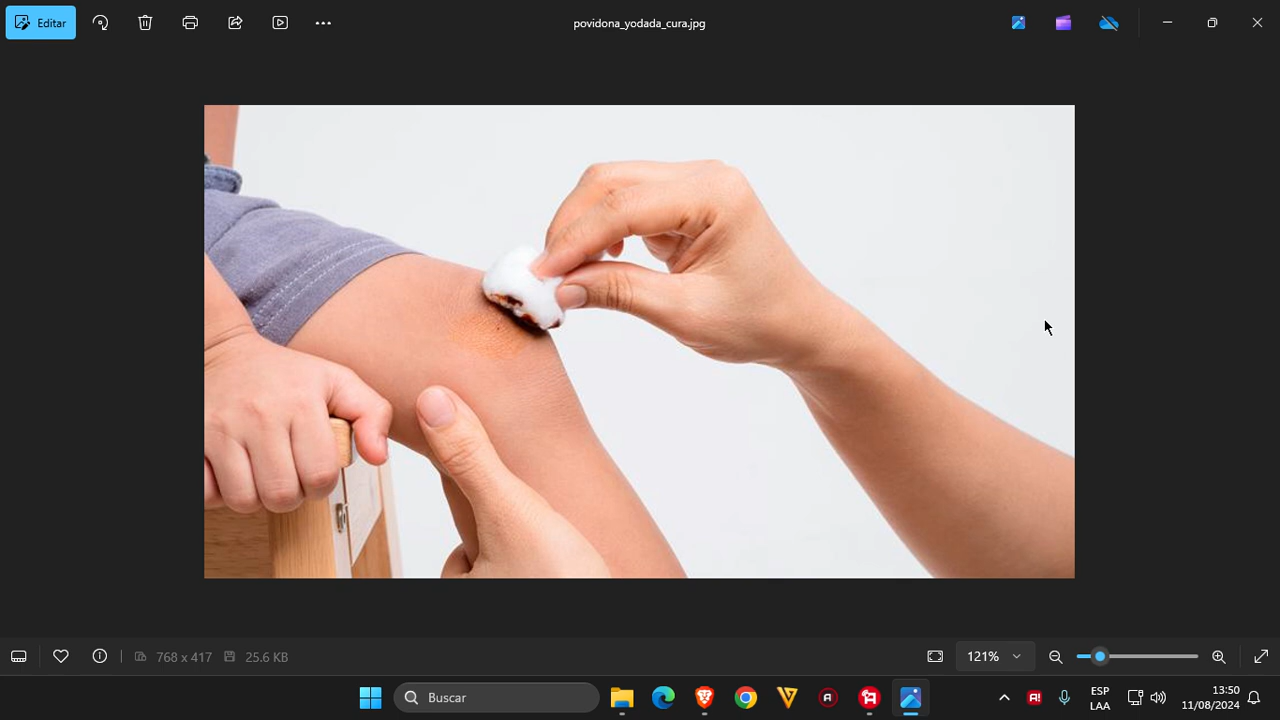 Editar
povidona_yodada_cura.jpg
768 x 417
25.6 KB
121%
Buscar
ESP
LAA
13:50
11/08/2024